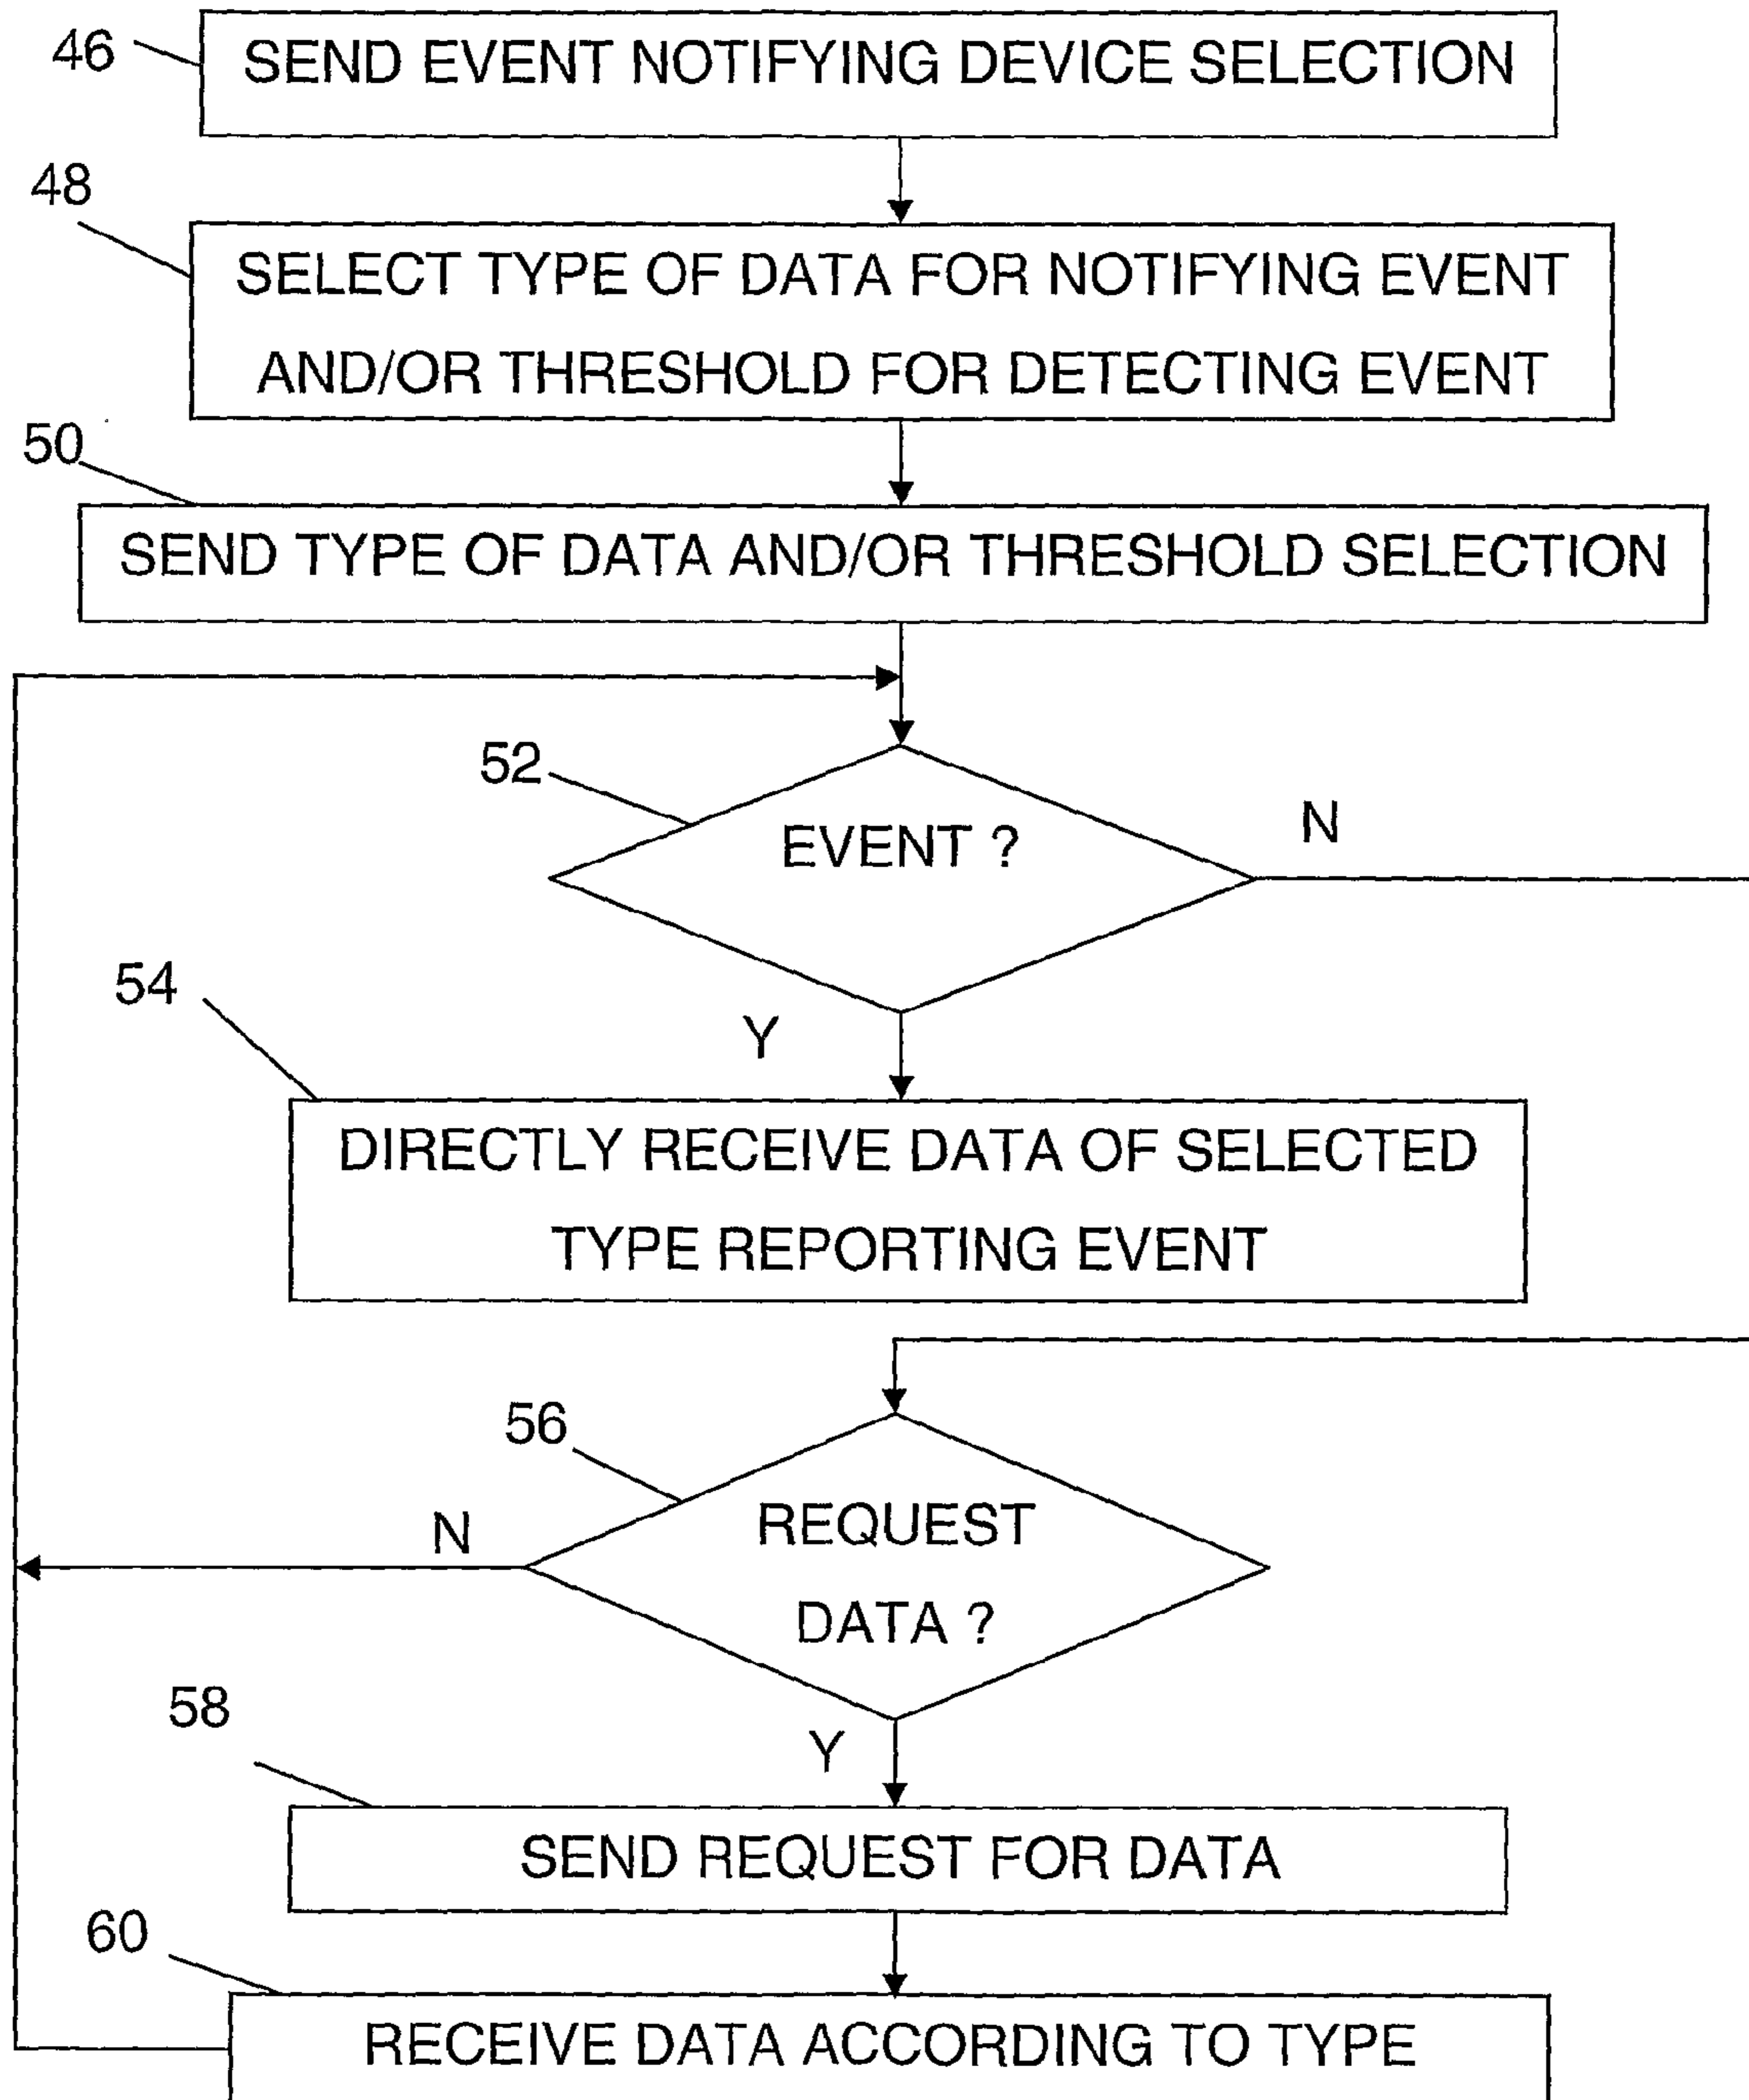 46
SEND EVENT NOTIFYING DEVICE SELECTION
48
SELECT TYPE OF DATA FOR NOTIFYING EVENT
AND/OR THRESHOLD FOR DETECTING EVENT
50
SEND TYPE OF DATA AND/OR THRESHOLD SELECTION
52
EVENT ?
N
54
Y
DIRECTLY RECEIVE DATA OF SELECTED
TYPE REPORTING EVENT
56
N
REQUEST
DATA ?
58
Y
SEND REQUEST FOR DATA
60
RECEIVE DATA ACCORDING TO TYPE